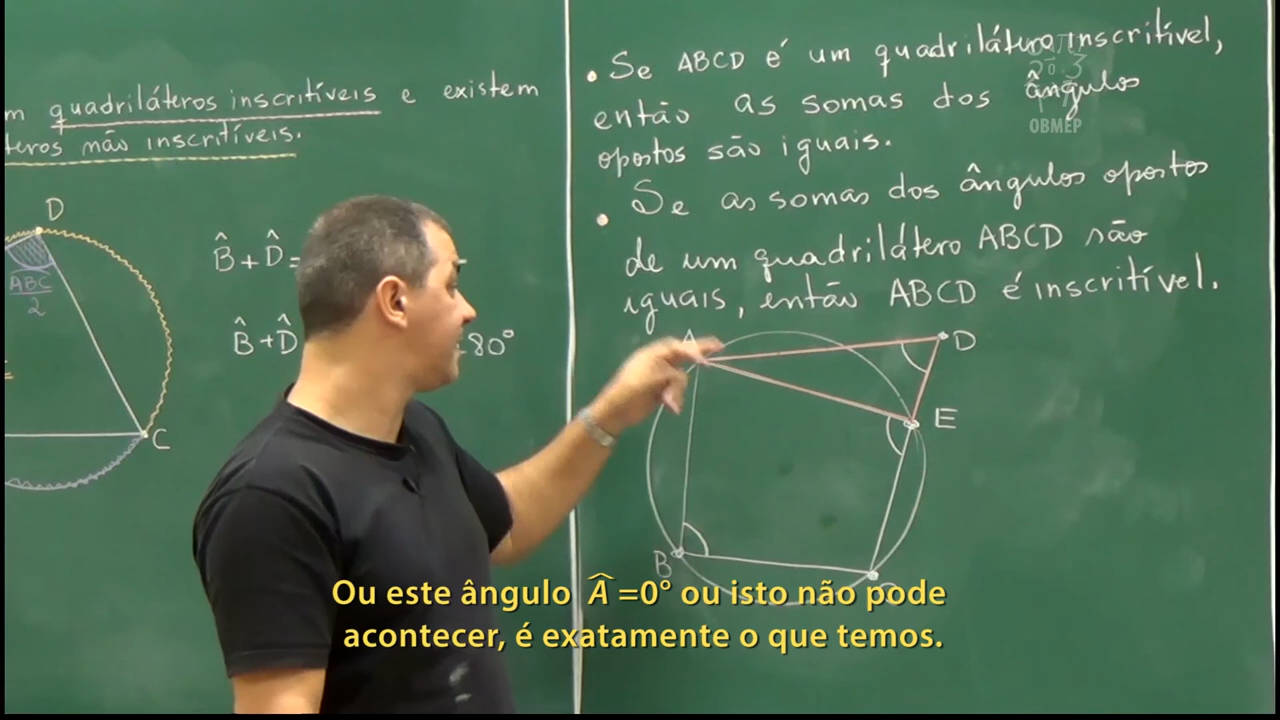 m quadriláteros inscritíveis e existem
teros não inscritíveis.
D
ABC
2
C
B̂ + D̂ =
B̂ + D̂
80°
• Se ABCD é um quadrilátero inscritível,
então as somas dos ângulos
opostos são iguais.
• Se as somas dos ângulos opostos
de um quadrilátero ABCD são
iguais, então ABCD é inscritível.
OBMEP
A
D
E
B
Ou este ângulo Â =0° ou isto não pode
acontecer, é exatamente o que temos.